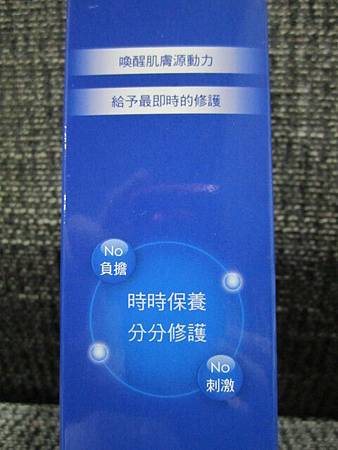 喚醒肌膚源動力
給予最即時的修護
No
負擔
時時保養
分分修護
No
刺激